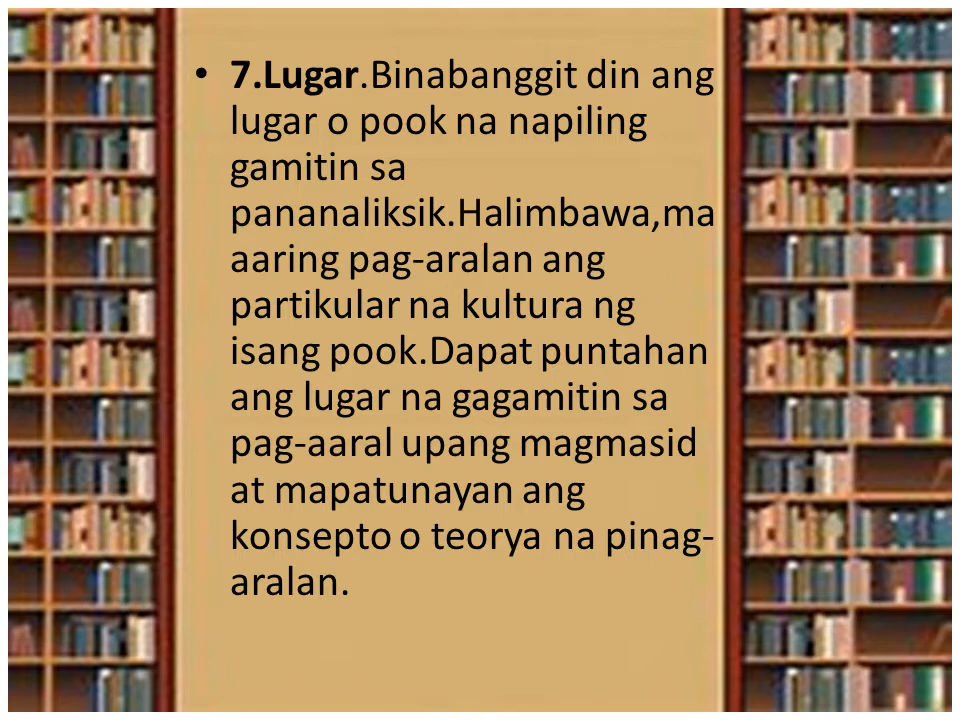 • 7.Lugar.Binabanggit din ang
lugar o pook na napiling
gamitin sa
pananaliksik.Halimbawa,ma
aaring pag-aralan ang
partikular na kultura ng
isang pook.Dapat puntahan
ang lugar na gagamitin sa
pag-aaral upang magmasid
at mapatunayan ang
konsepto o teorya na pinag-
aralan.